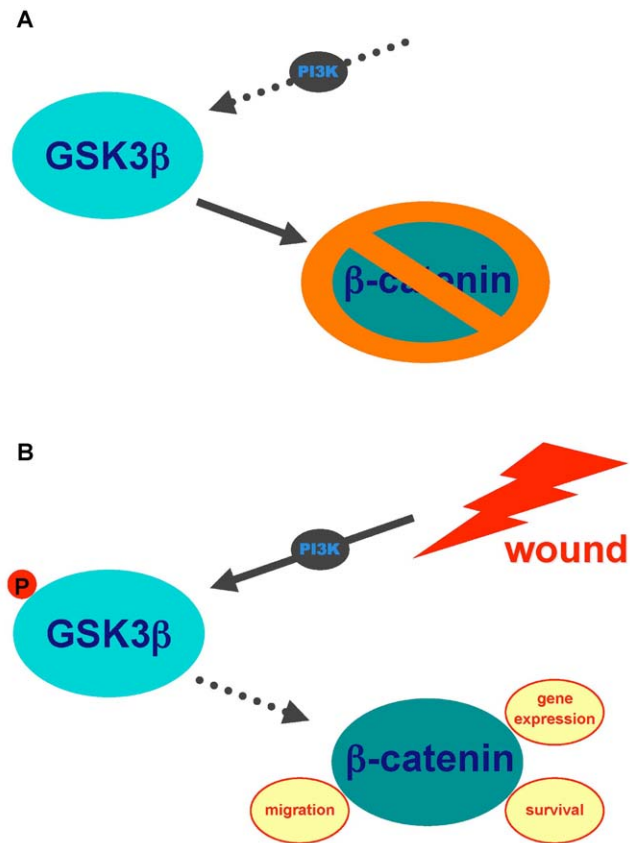 A
PI3K
GSK3β
β-catenin
B
wound
PI3K
P
GSK3β
gene
expression
β-catenin
migration
survival